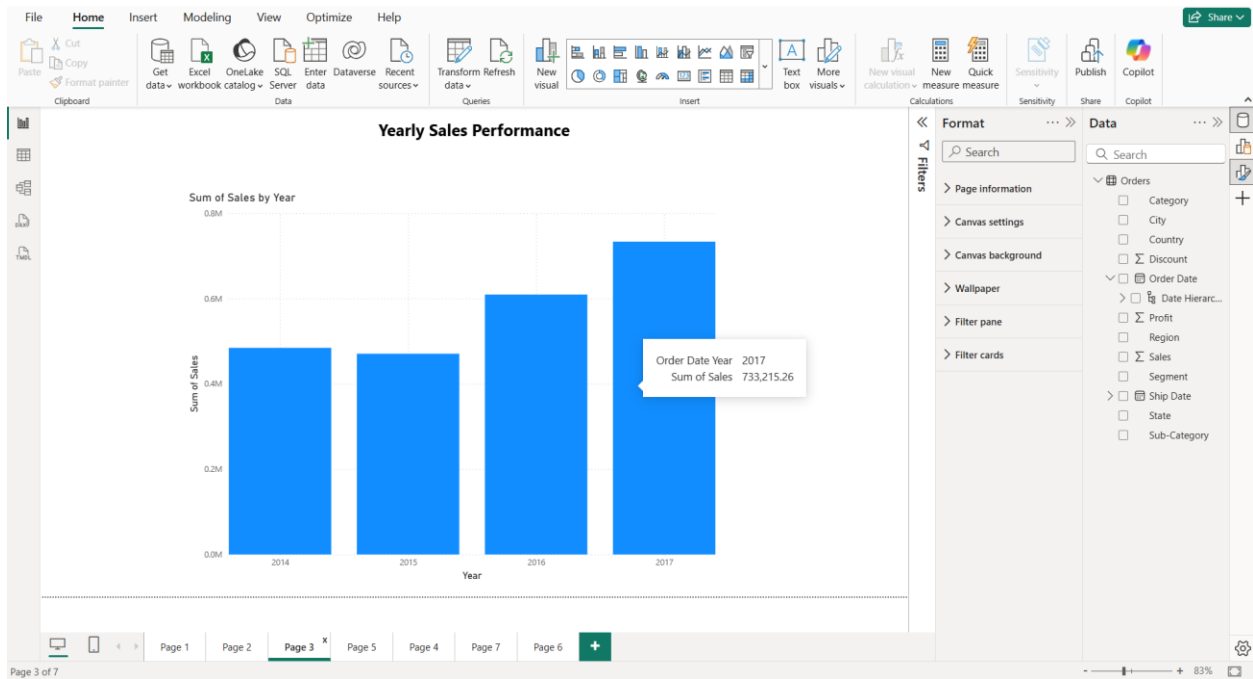 File Home Insert Modeling View Optimize Help Share
Paste
Cut
Copy
Format painter
Clipboard
Get data
Excel workbook
OneLake catalog
SQL Server
Enter data
Dataverse
Recent sources
Data
Transform data
Refresh
Queries
New visual
Text box
More visuals
Insert
New visual calculation
New measure
Quick measure
Calculations
Sensitivity
Sensitivity
Publish
Share
Copilot
Copilot
Yearly Sales Performance
Sum of Sales by Year
Sum of Sales
0.8M
0.6M
0.4M
0.2M
0.0M
2014 2015 2016 2017
Year
Order Date Year 2017
Sum of Sales 733,215.26
Filters
Format
Search
Page information
Canvas settings
Canvas background
Wallpaper
Filter pane
Filter cards
Data
Search
Orders
Category
City
Country
Discount
Order Date
Date Hierarc...
Profit
Region
Sales
Segment
Ship Date
State
Sub-Category
Page 1 Page 2 Page 3 x Page 5 Page 4 Page 7 Page 6 +
Page 3 of 7
- + 83%